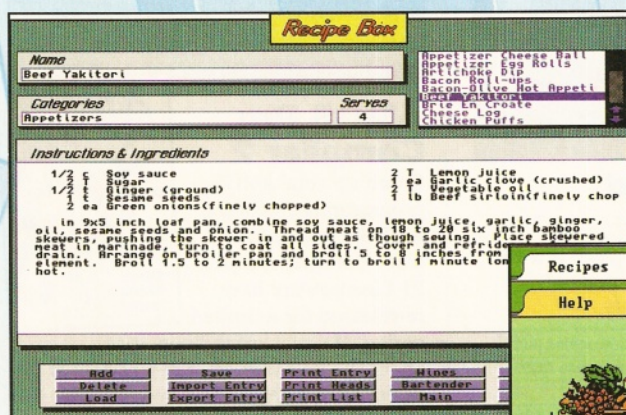 Recipe Box
Name
Beef Yakitori
Categories
Serves
Appetizers
4
Appetizer Cheese Ball
Appetizer Egg Rolls
Artichoke Dip
Bacon Roll-ups
Bacon-Olive Hot Appeti
Beef Yakitori
Brie En Croate
Cheese Log
Chicken Puffs
Instructions & Ingredients
1/2 c Soy sauce
2 T Sugar
1/2 t Ginger (ground)
1 t Sesame seeds
2 ea Green onions(finely chopped)
2 T Lemon juice
1 ea Garlic clove (crushed)
2 T Vegetable oil
1 lb Beef sirloin(finely chop
in 9x5 inch loaf pan, combine soy sauce, lemon juice, garlic, ginger,
oil, sesame seeds and onion. Thread meat on 18 to 20 six inch bamboo
skewers, pushing the skewer in and out as though sewing. Place skewered
meat in marinade, turn to coat all sides. Cover and refride
drain. Arrange on broiler pan and broil 5 to 8 inches from
element. Broil 1.5 to 2 minutes; turn to broil 1 minute lon
hot.
Recipes
Help
Add
Save
Print Entry
Wines
Delete
Import Entry
Print Heads
Bartender
Load
Export Entry
Print List
Main